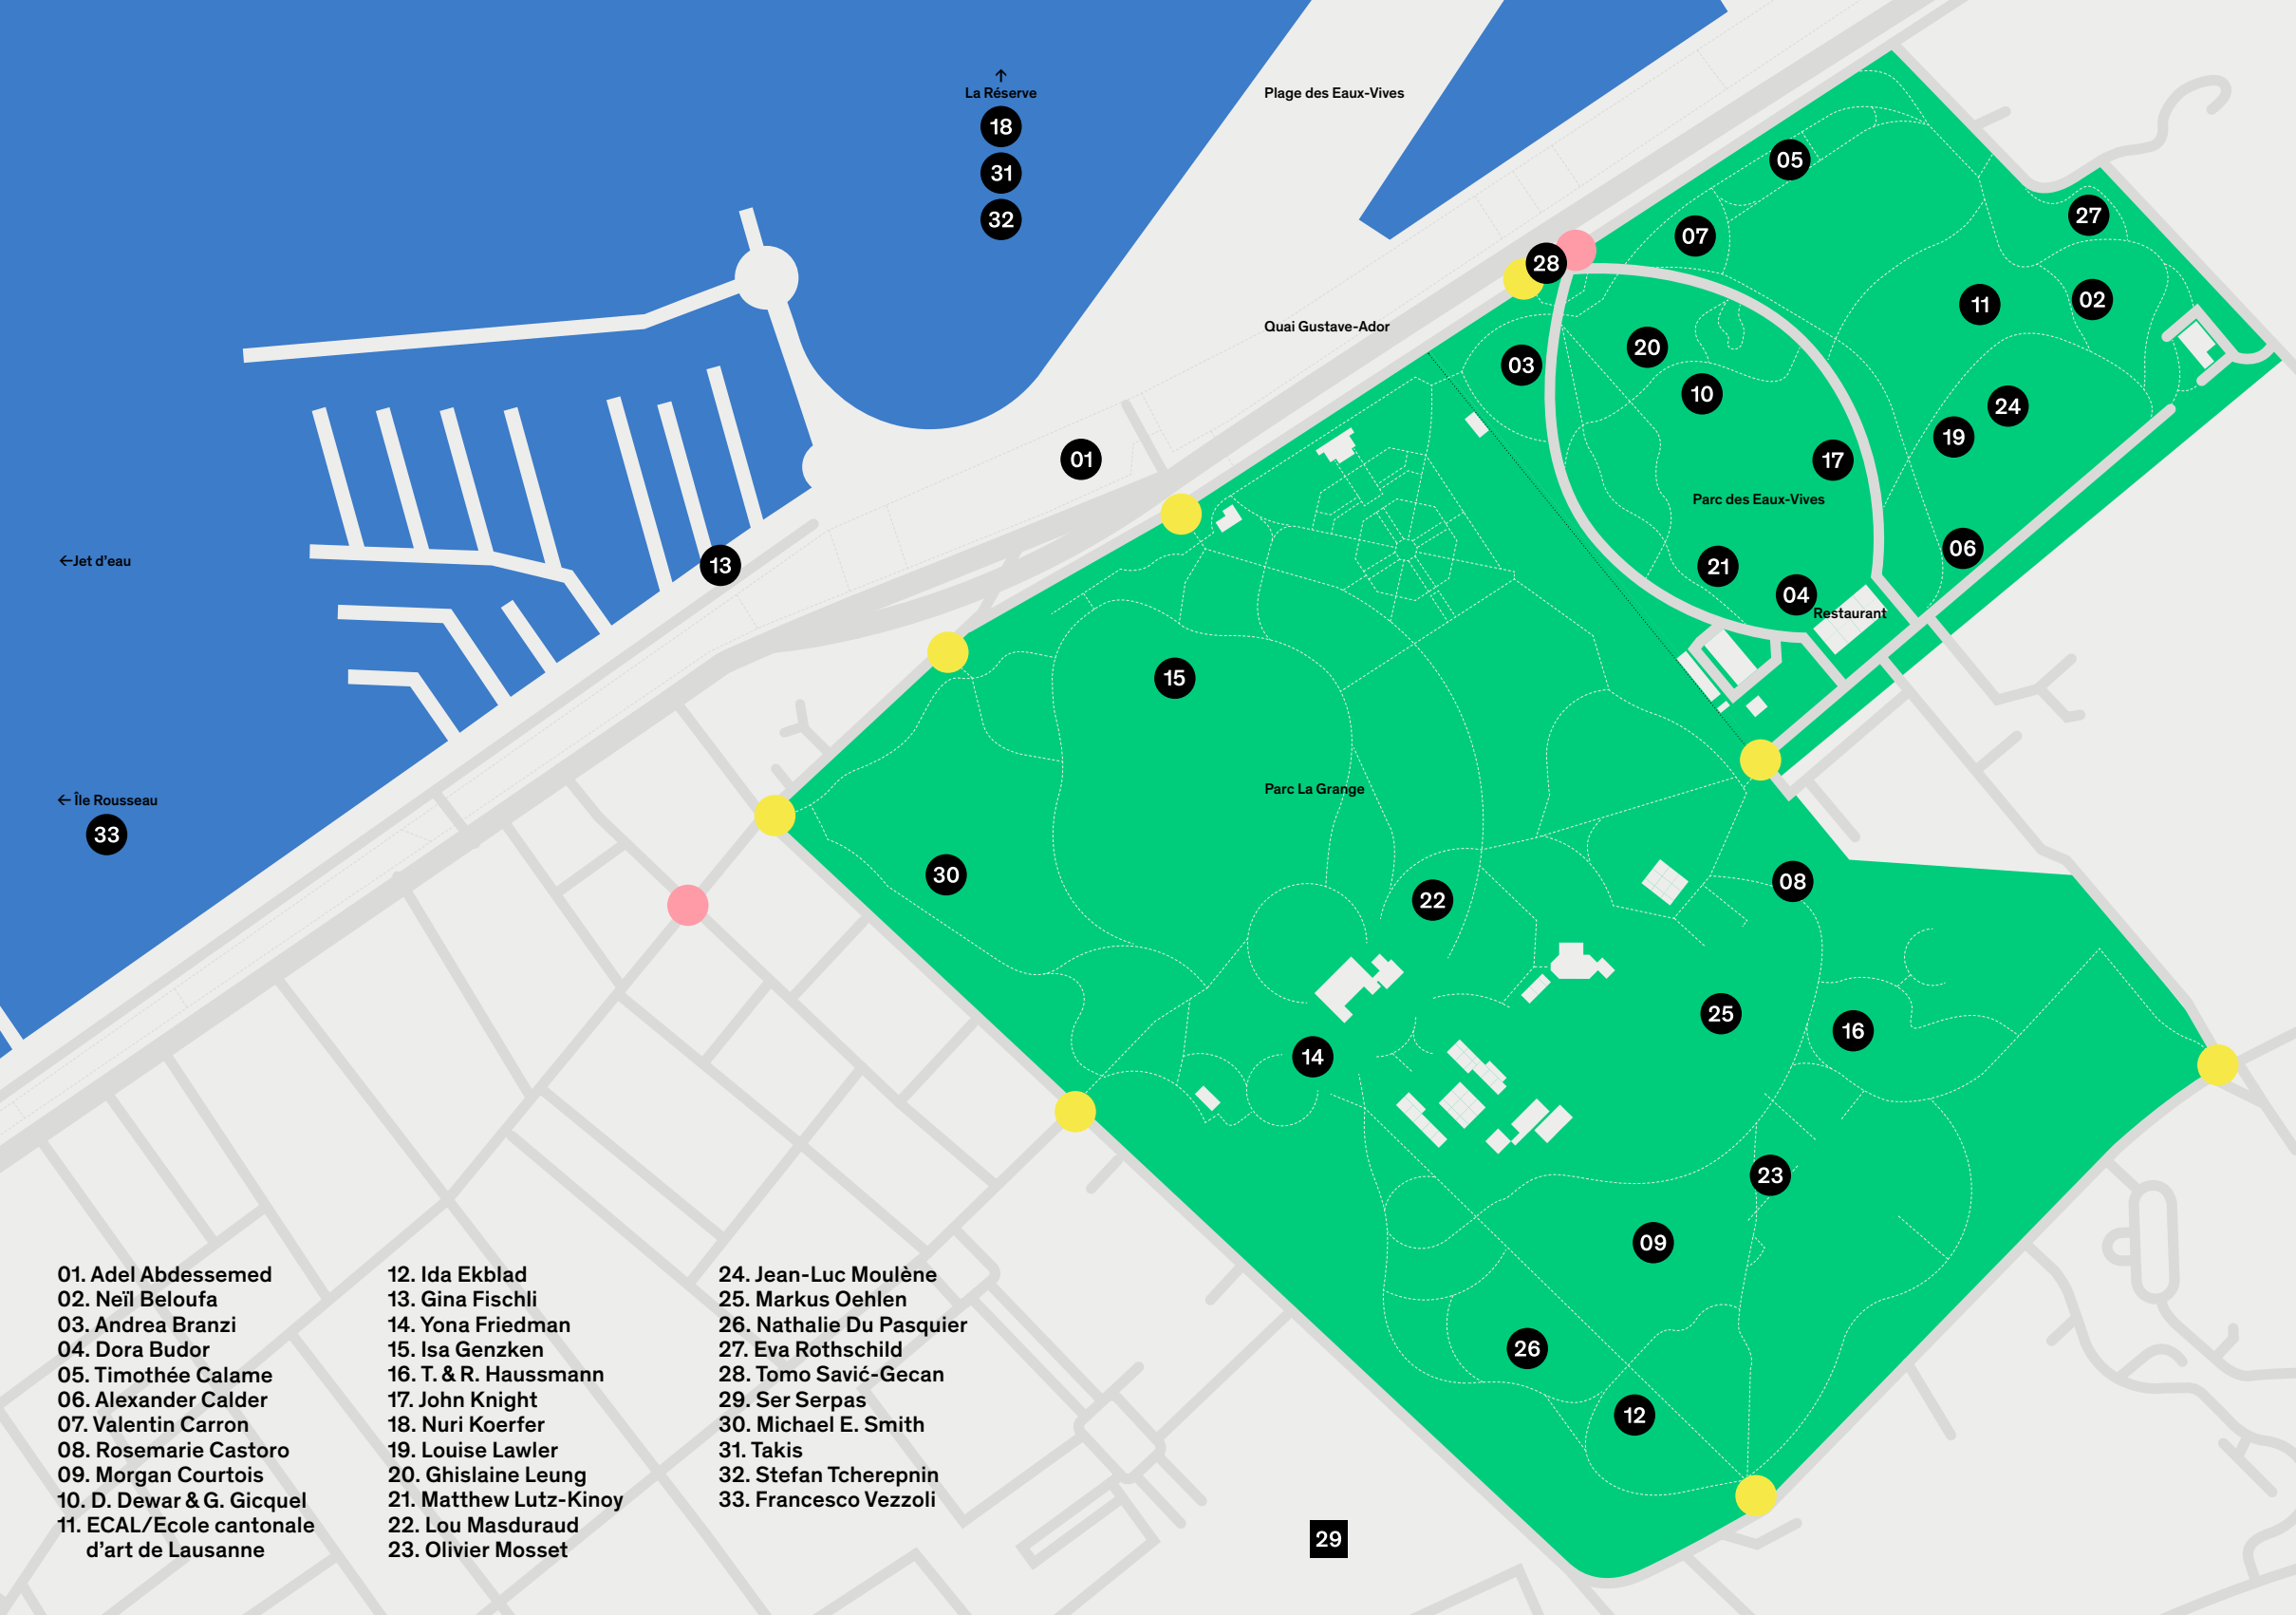 ↑
La Réserve
18
31
32
Plage des Eaux-Vives
05
27
07
28
02
11
Quai Gustave-Ador
20
03
10
24
19
01
17
Parc des Eaux-Vives
06
←Jet d’eau
13
21
04
Restaurant
15
Parc La Grange
← Île Rousseau
33
30
08
22
25
16
14
23
09
26
12
29
01. Adel Abdessemed
02. Neïl Beloufa
03. Andrea Branzi
04. Dora Budor
05. Timothée Calame
06. Alexander Calder
07. Valentin Carron
08. Rosemarie Castoro
09. Morgan Courtois
10. D. Dewar & G. Gicquel
11. ECAL/Ecole cantonale
d’art de Lausanne
12. Ida Ekblad
13. Gina Fischli
14. Yona Friedman
15. Isa Genzken
16. T. & R. Haussmann
17. John Knight
18. Nuri Koerfer
19. Louise Lawler
20. Ghislaine Leung
21. Matthew Lutz-Kinoy
22. Lou Masduraud
23. Olivier Mosset
24. Jean-Luc Moulène
25. Markus Oehlen
26. Nathalie Du Pasquier
27. Eva Rothschild
28. Tomo Savić-Gecan
29. Ser Serpas
30. Michael E. Smith
31. Takis
32. Stefan Tcherepnin
33. Francesco Vezzoli